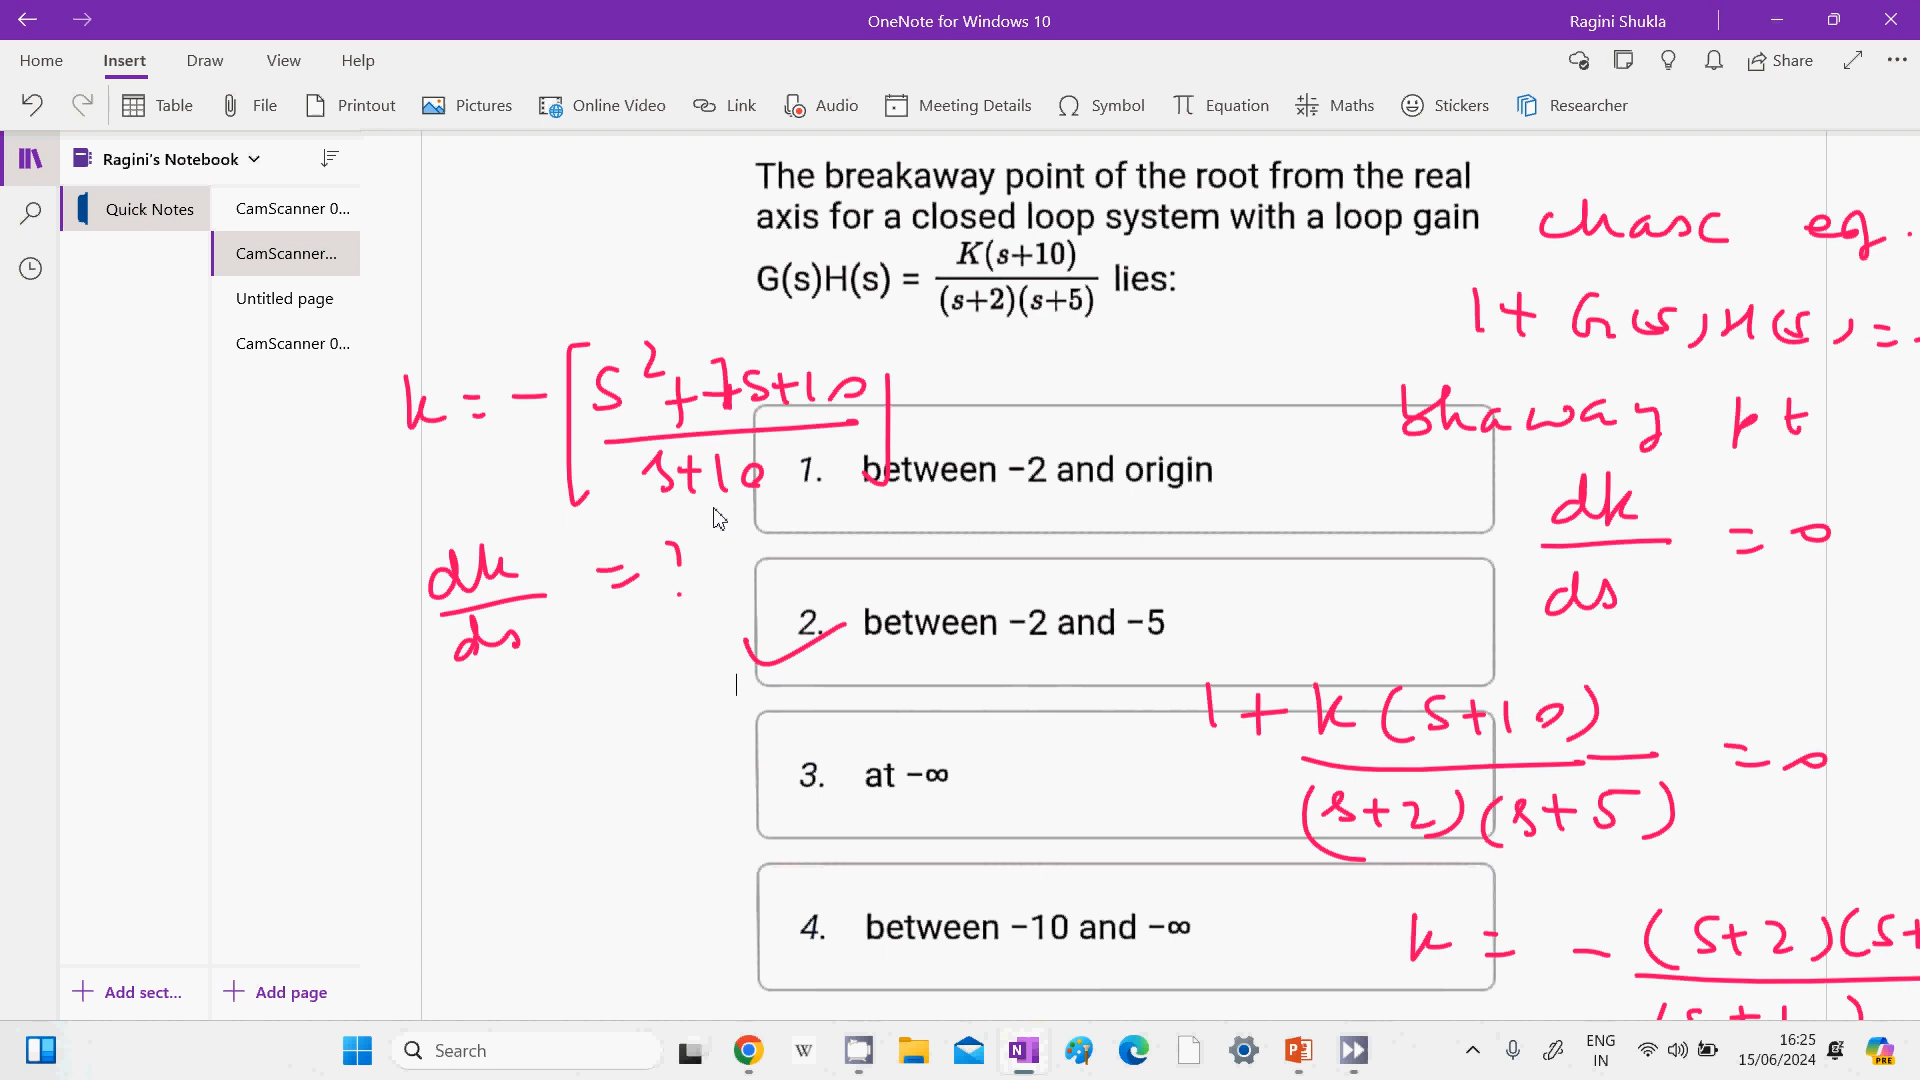 OneNote for Windows 10
Ragini Shukla
Home Insert Draw View Help
Share
Table File Printout Pictures Online Video Link Audio Meeting Details Symbol Equation Maths Stickers Researcher
Ragini's Notebook
Quick Notes
CamScanner 0...
CamScanner...
Untitled page
CamScanner 0...
The breakaway point of the root from the real
axis for a closed loop system with a loop gain
G(s)H(s) = K(s+10) / (s+2)(s+5) lies:
1. between −2 and origin
2. between −2 and −5
3. at −∞
4. between −10 and −∞
k = - [ s² + 7s + 10 / s + 10 ]
dk / ds = ?
eq.
1 + G(s) H(s) =
pt
dk / ds = 0
1 + k(s+10) / (s+2)(s+5) = 0
k = - (s+2)(s+
Add sect...
Add page
Search
ENG
IN
16:25
15/06/2024
PRE